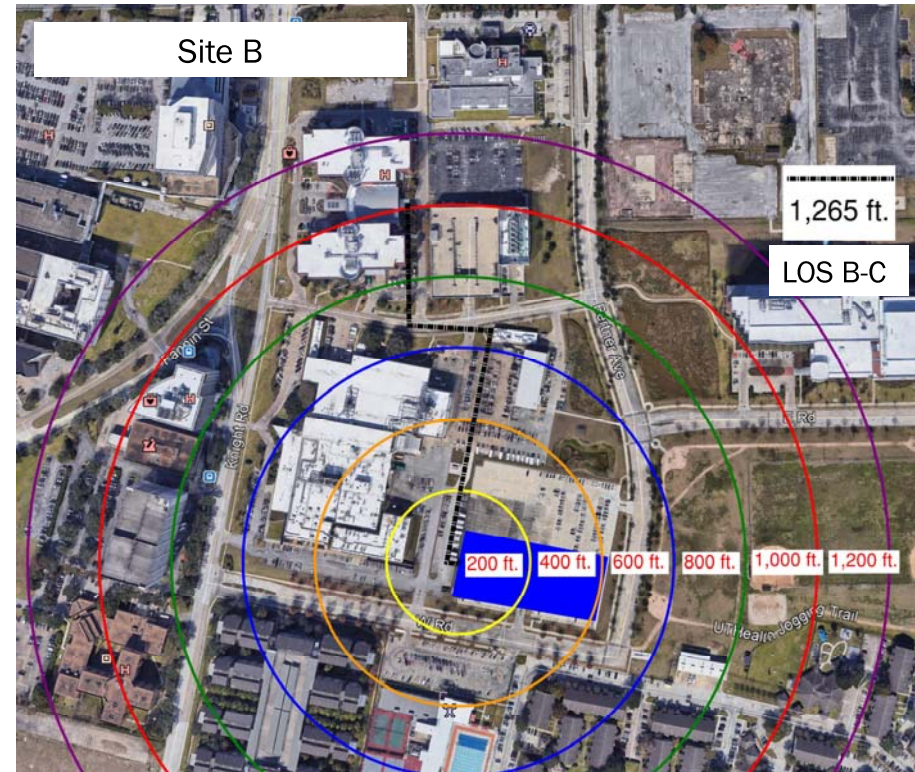 Site B
1,265 ft.
LOS B-C
Fannin St
Knight Rd
E Rd
200 ft.
400 ft.
600 ft.
800 ft.
1,000 ft.
1,200 ft.
W Rd
UTHealth Jogging Trail
H
H
H
H
H